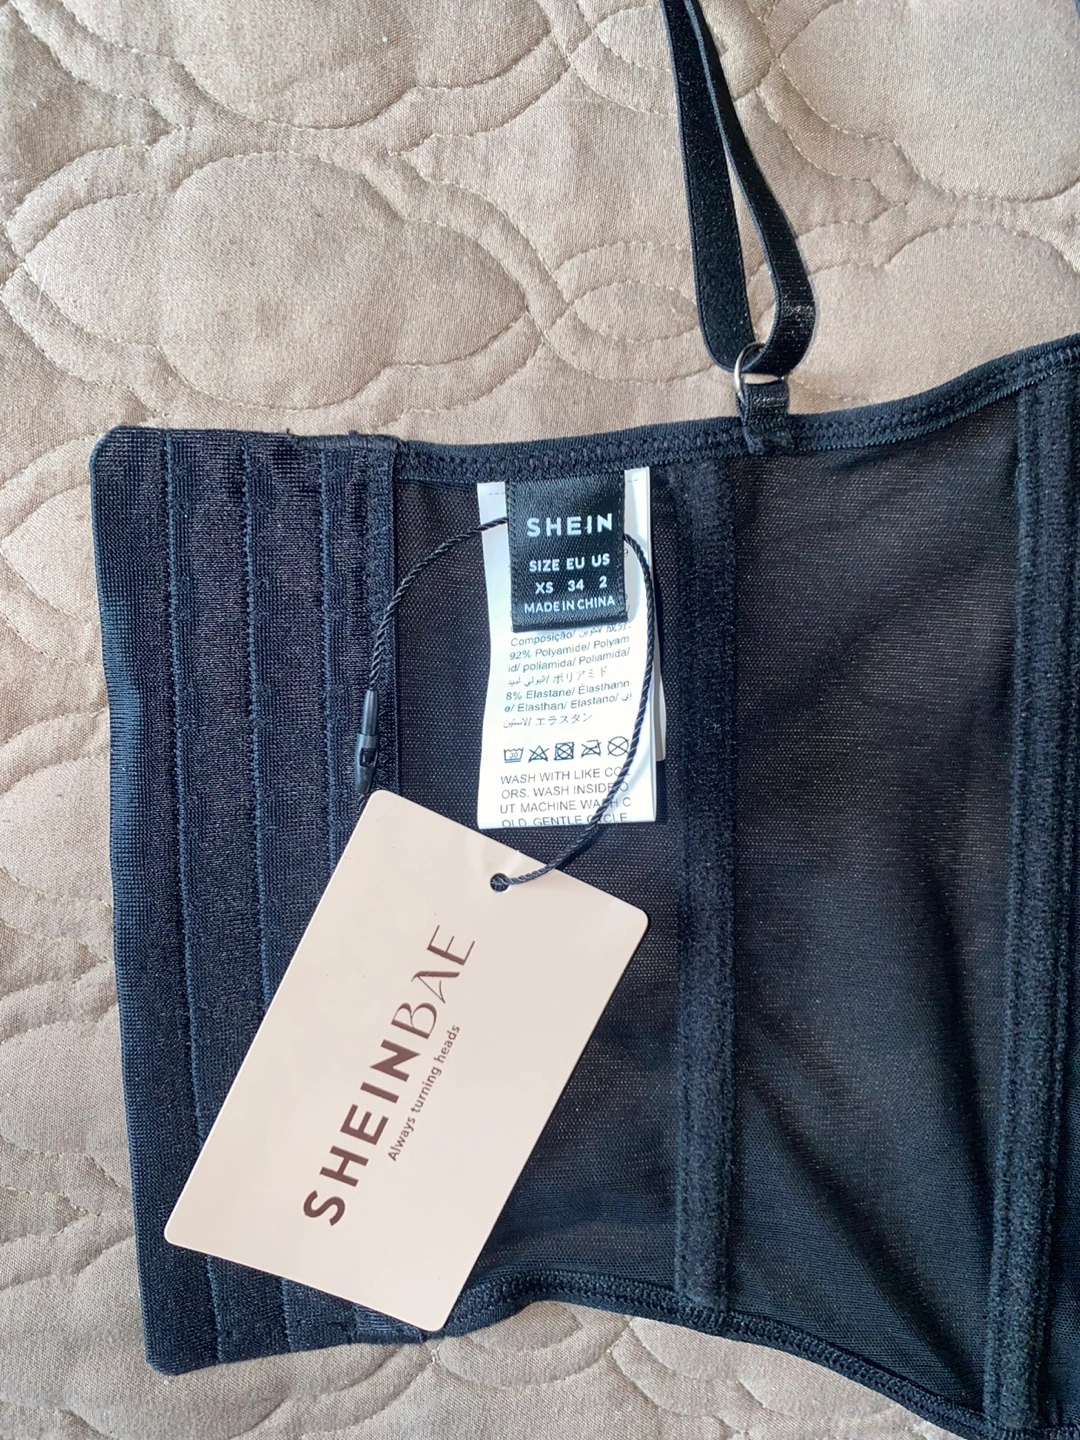 SHEIN
SIZE EU US
XS 34 2
MADE IN CHINA
Composição/
92% Polyamide/ Polyam
id/ poliamida/ Poliamida/
ポリアミド
8% Elastane/ Elasthann
e/ Elasthan/ Elastano/
エラスタン
30
WASH WITH LIKE CO
ORS. WASH INSIDE O
UT MACHINE WASH C
OLD. GENTLE CYCLE
SHEINBAE
Always turning heads